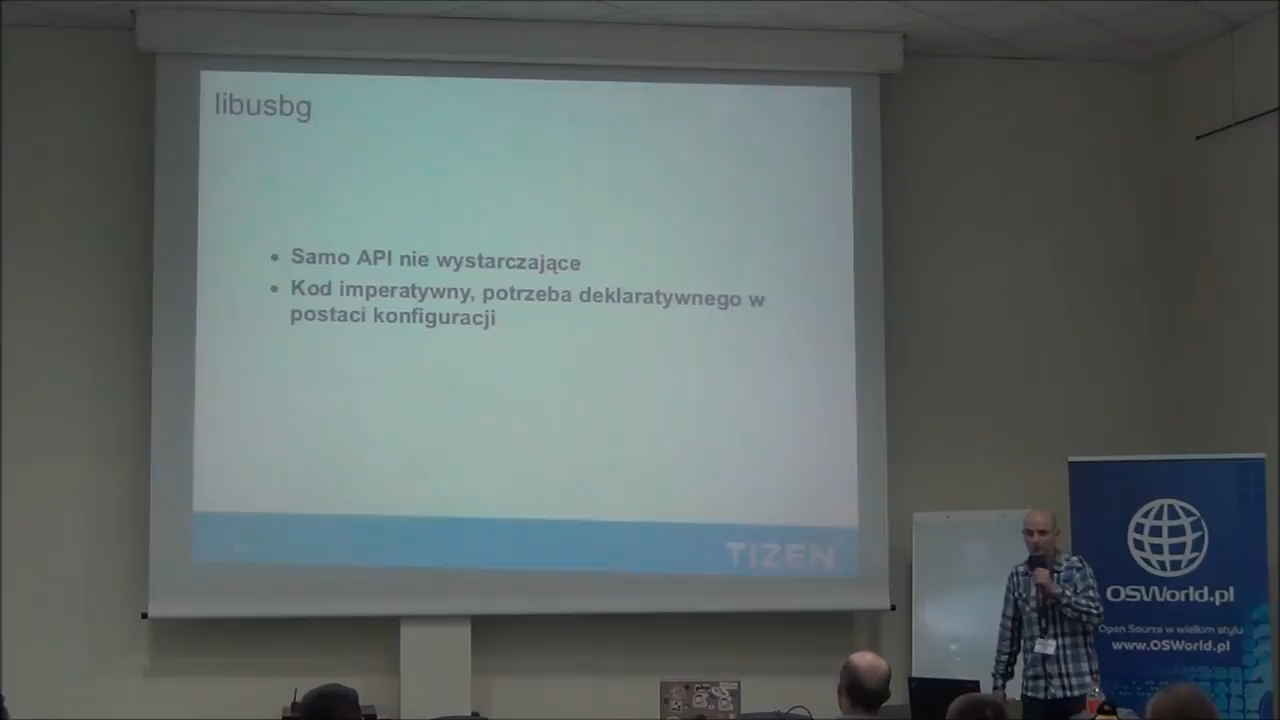 libusbg
• Samo API nie wystarczające
• Kod imperatywny, potrzeba deklaratywnego w
postaci konfiguracji
TIZEN
OSWorld.pl
Open Source w wielkim stylu
www.OSWorld.pl